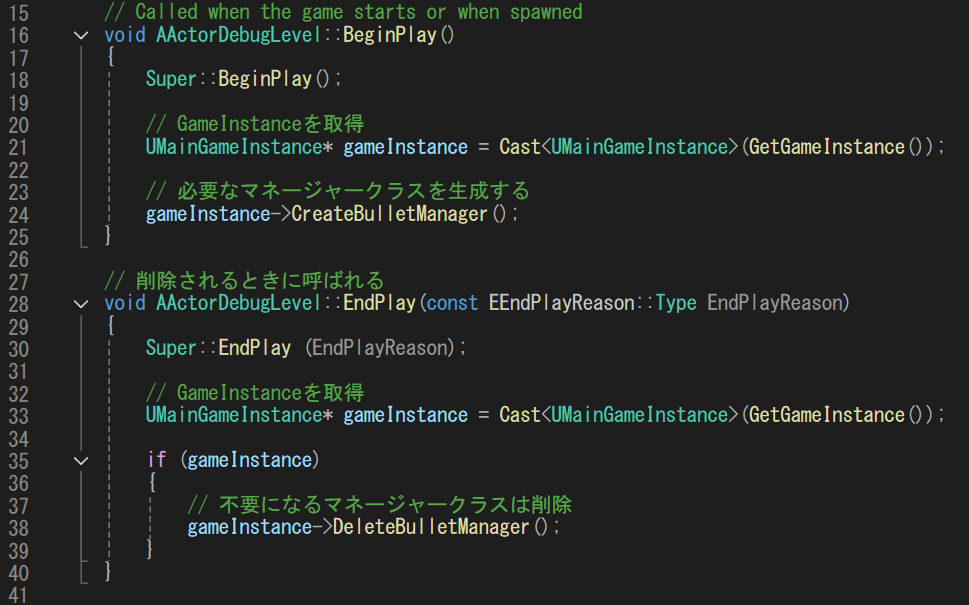 15 // Called when the game starts or when spawned
16 void AActorDebugLevel::BeginPlay()
17 {
18 Super::BeginPlay();
19
20 // GameInstanceを取得
21 UMainGameInstance* gameInstance = Cast<UMainGameInstance>(GetGameInstance());
22
23 // 必要なマネージャークラスを生成する
24 gameInstance->CreateBulletManager();
25 }
26
27 // 削除されるときに呼ばれる
28 void AActorDebugLevel::EndPlay(const EEndPlayReason::Type EndPlayReason)
29 {
30 Super::EndPlay (EndPlayReason);
31
32 // GameInstanceを取得
33 UMainGameInstance* gameInstance = Cast<UMainGameInstance>(GetGameInstance());
34
35 if (gameInstance)
36 {
37 // 不要になるマネージャークラスは削除
38 gameInstance->DeleteBulletManager();
39 }
40 }
41